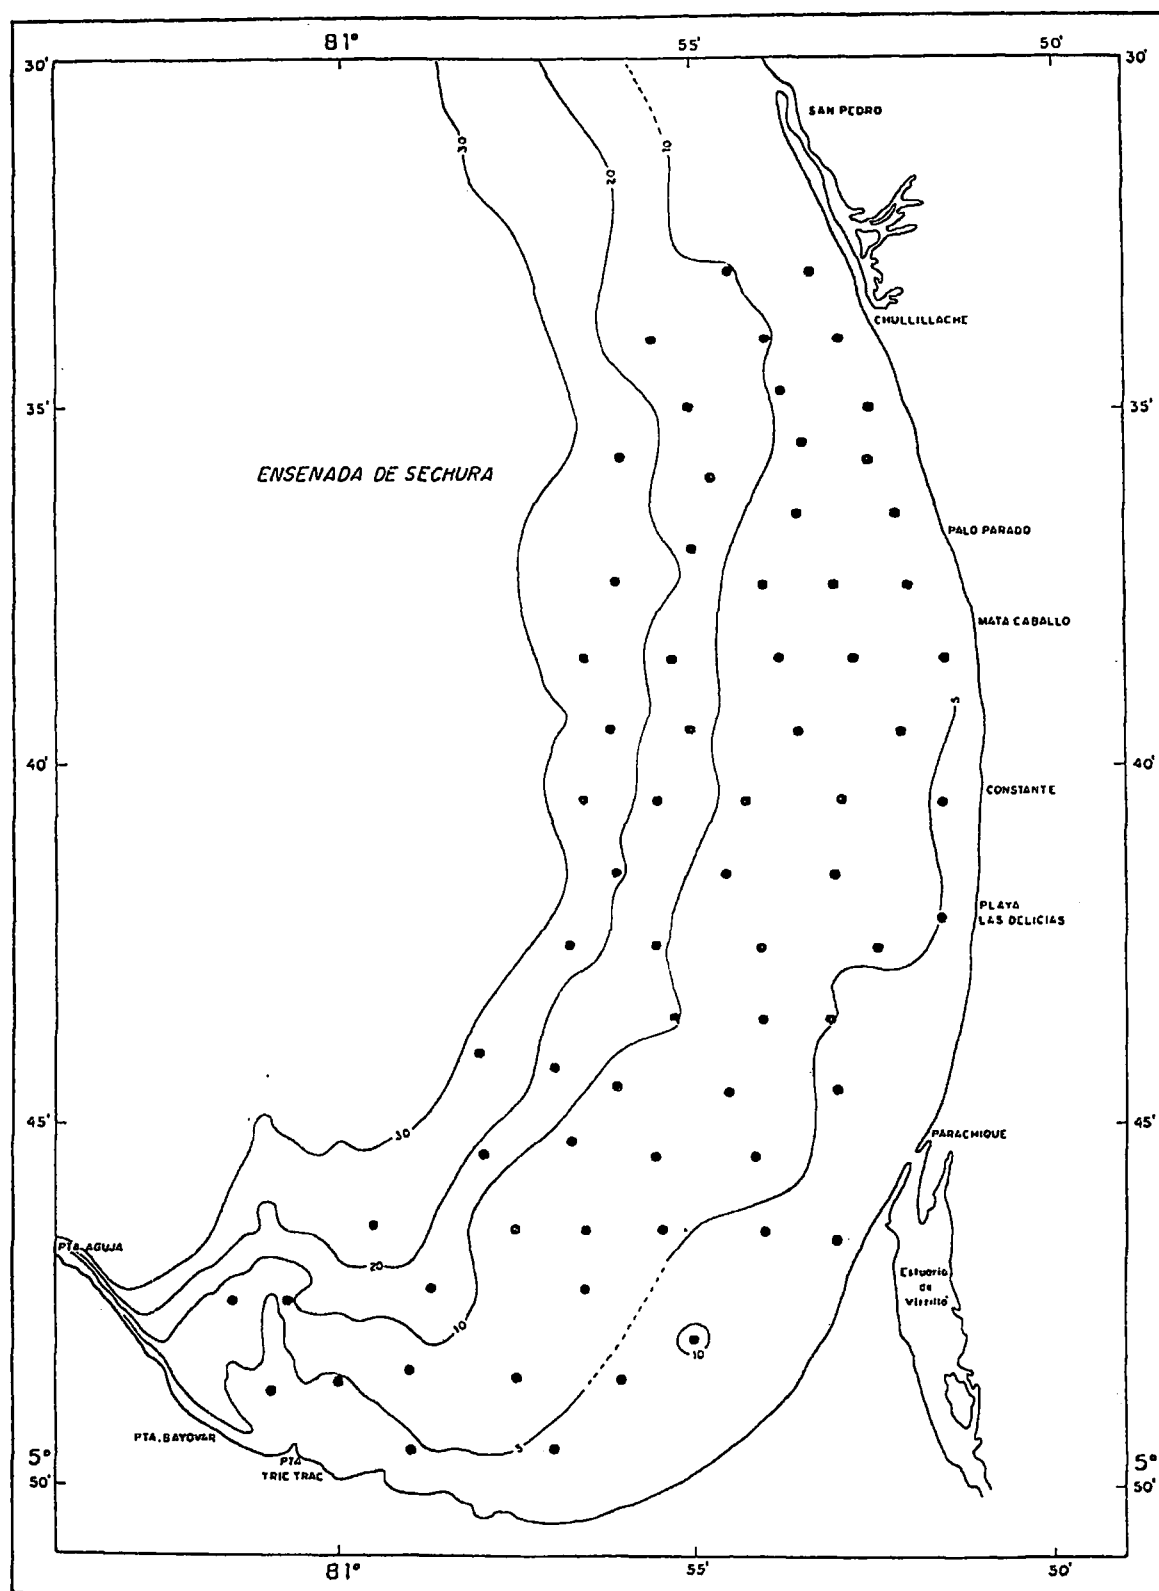 81° 55' 50'
30' 30'
SAN PEDRO
30
20
10
CHULLILLACHE
35' 35'
ENSENADA DE SECHURA
PALO PARADO
MATA CABALLO
5
40' 40'
CONSTANTE
PLAYA
LAS DELICIAS
45' 45'
30
PARACHIQUE
PTA. AGUJA
20
Estuario
de
Virrilló
10
10
PTA. BAYOVAR
5
PTA
TRIC TRAC
5° 5°
50' 50'
81° 55' 50'